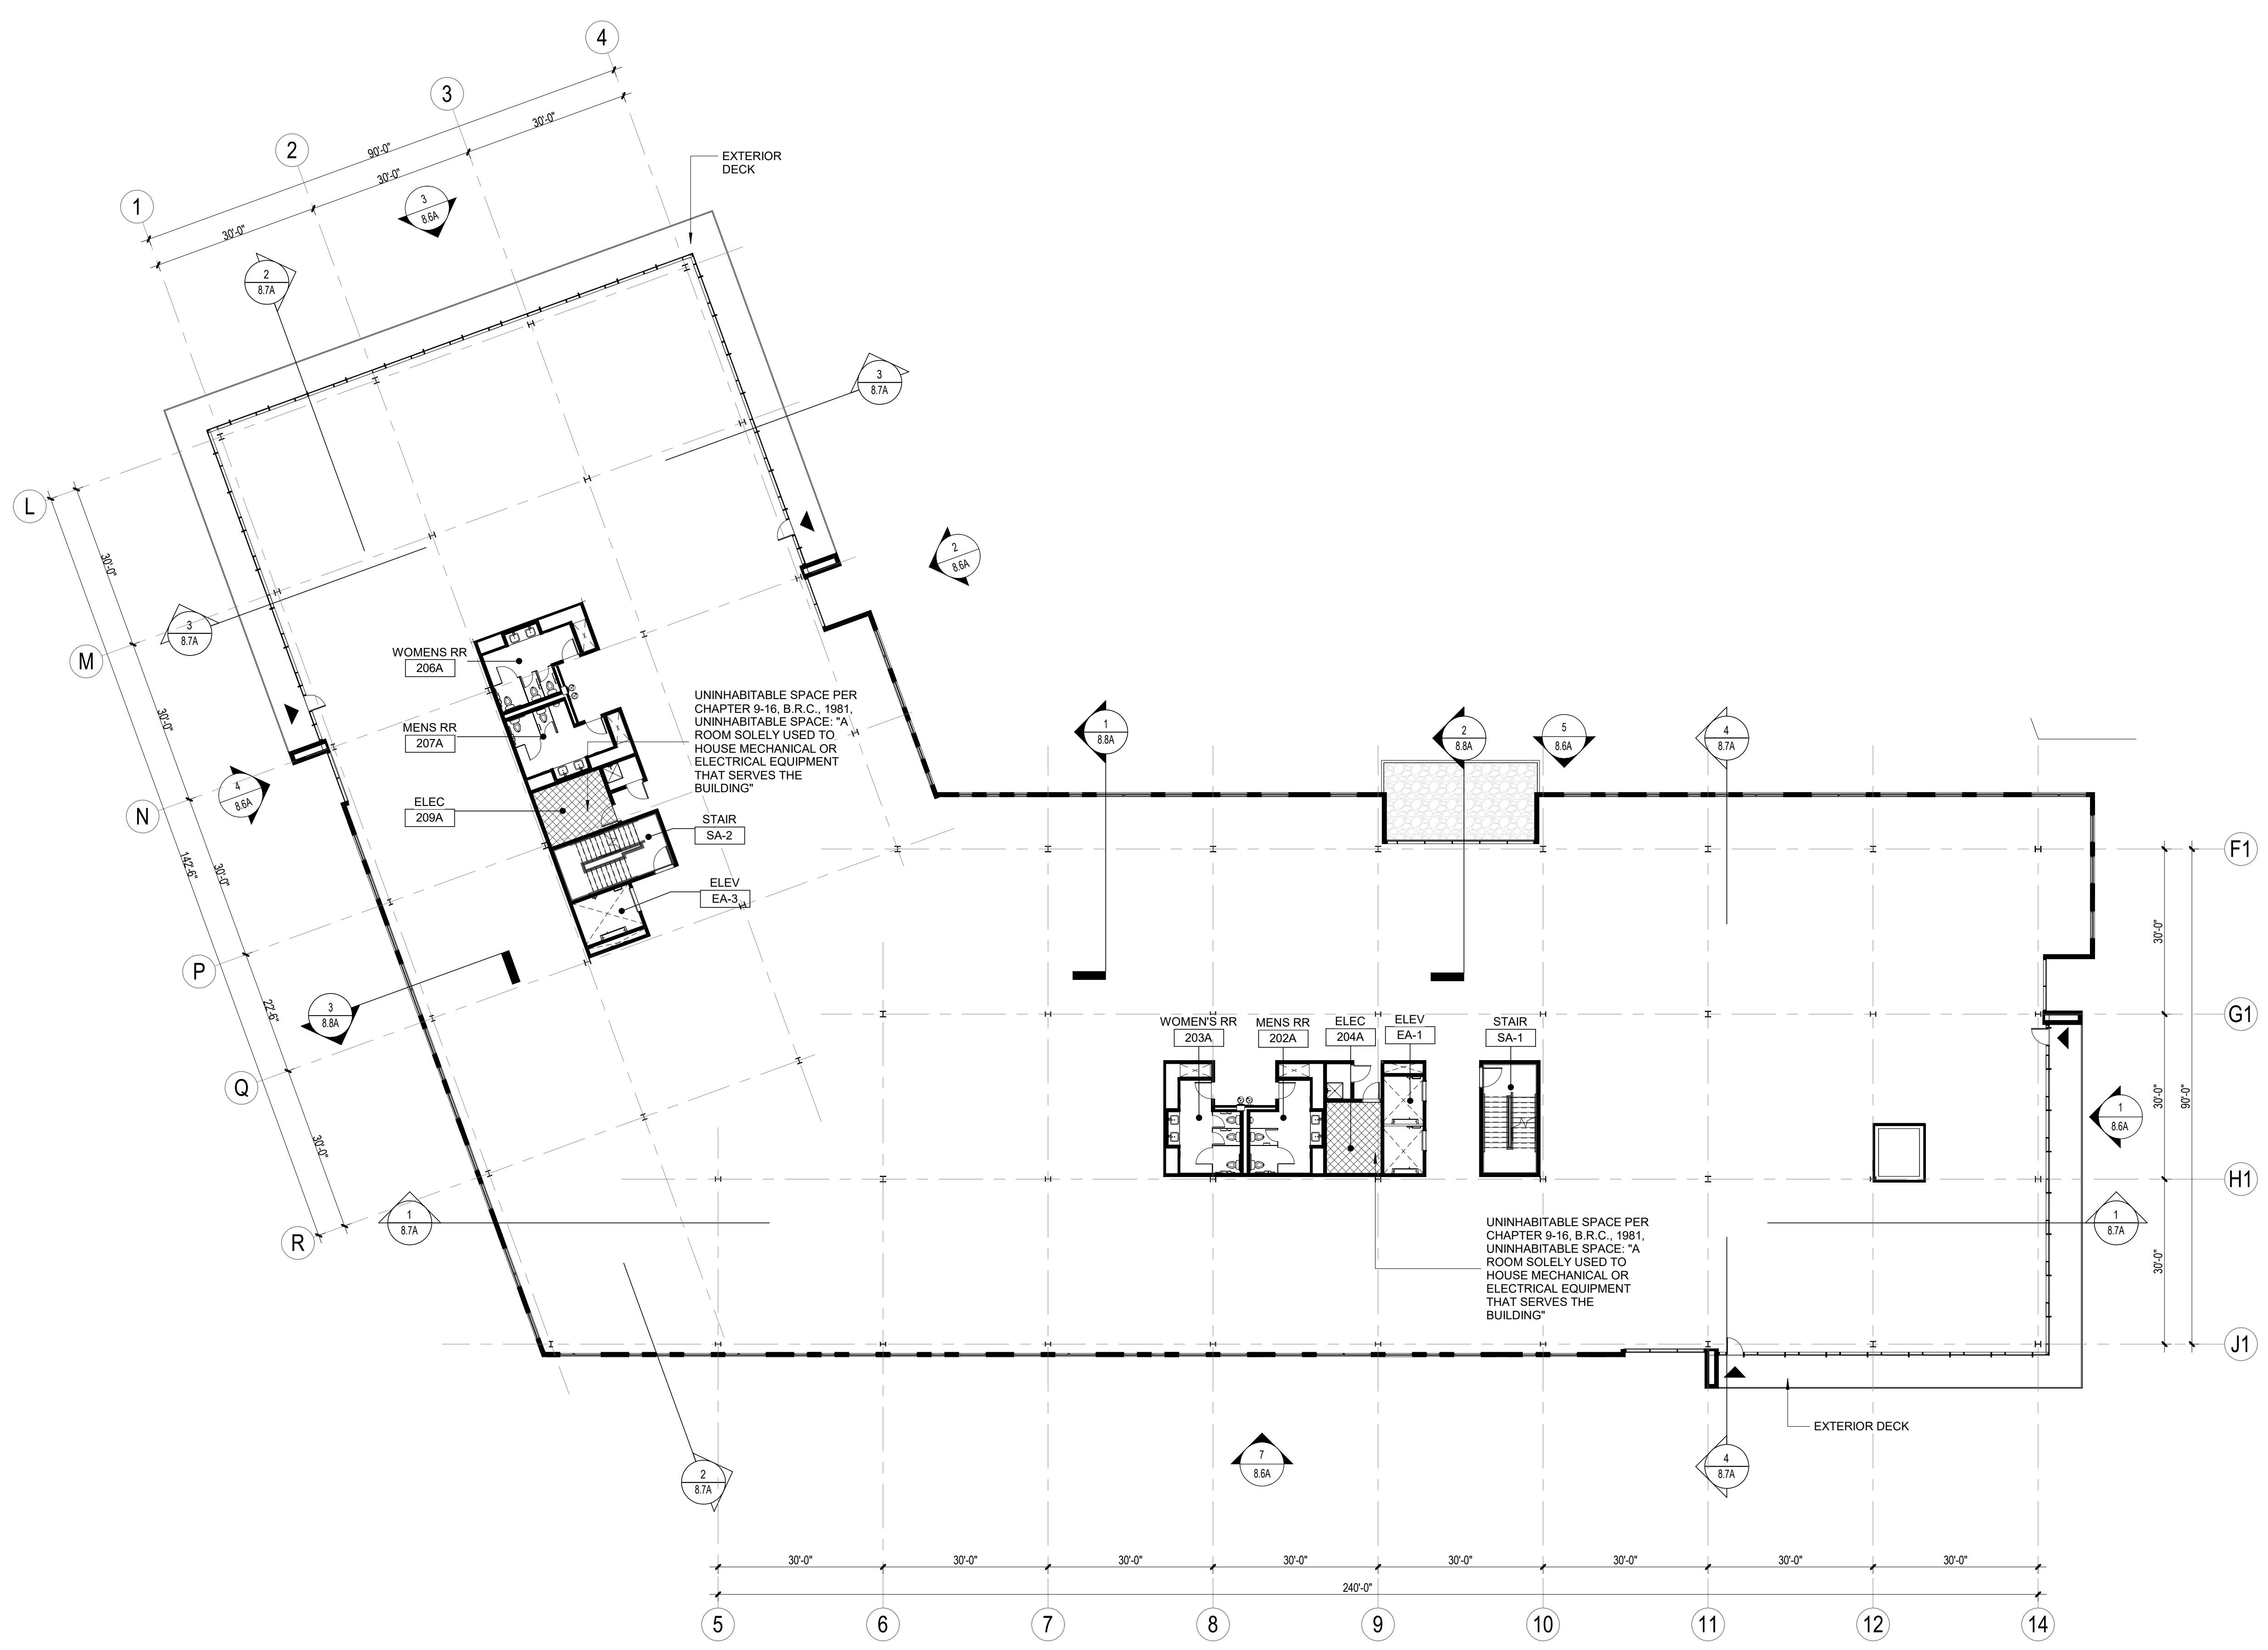 4
3
2
1
90'-0"
30'-0"
30'-0"
30'-0"
EXTERIOR
DECK
3
8.6A
2
8.7A
3
8.7A
L
30'-0"
2
8.6A
3
8.7A
M
WOMENS RR
206A
UNINHABITABLE SPACE PER
CHAPTER 9-16, B.R.C., 1981,
UNINHABITABLE SPACE: "A
ROOM SOLELY USED TO
HOUSE MECHANICAL OR
ELECTRICAL EQUIPMENT
THAT SERVES THE
BUILDING"
30'-0"
MENS RR
207A
1
8.8A
2
8.8A
5
8.6A
4
8.7A
4
8.6A
N
ELEC
209A
STAIR
SA-2
142'-6"
30'-0"
F1
ELEV
EA-3
30'-0"
P
22'-6"
3
8.8A
G1
WOMEN'S RR
203A
MENS RR
202A
ELEC
204A
ELEV
EA-1
STAIR
SA-1
Q
30'-0"
90'-0"
1
8.6A
30'-0"
H1
R
1
8.7A
1
8.7A
UNINHABITABLE SPACE PER
CHAPTER 9-16, B.R.C., 1981,
UNINHABITABLE SPACE: "A
ROOM SOLELY USED TO
HOUSE MECHANICAL OR
ELECTRICAL EQUIPMENT
THAT SERVES THE
BUILDING"
30'-0"
J1
EXTERIOR DECK
2
8.7A
7
8.6A
4
8.7A
30'-0"
30'-0"
30'-0"
30'-0"
30'-0"
30'-0"
30'-0"
30'-0"
240'-0"
5
6
7
8
9
10
11
12
14